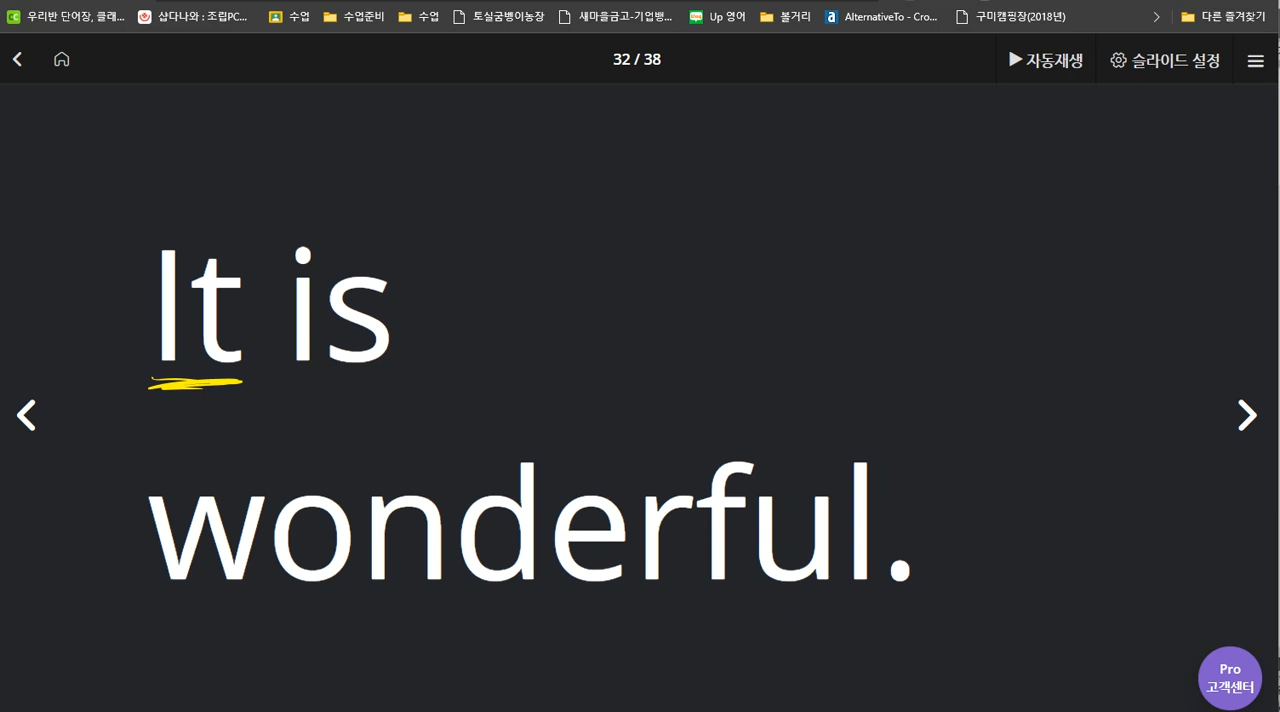 우리반 단어장, 클래... 샵다나와 : 조립PC... 수업 수업준비 수업 토실굼벵이농장 새마을금고-기업뱅... Up 영어 볼거리 AlternativeTo - Cro... 구미캠핑장(2018년) 다른 즐겨찾기
32 / 38 자동재생 슬라이드 설정
It is
wonderful.
Pro
고객센터